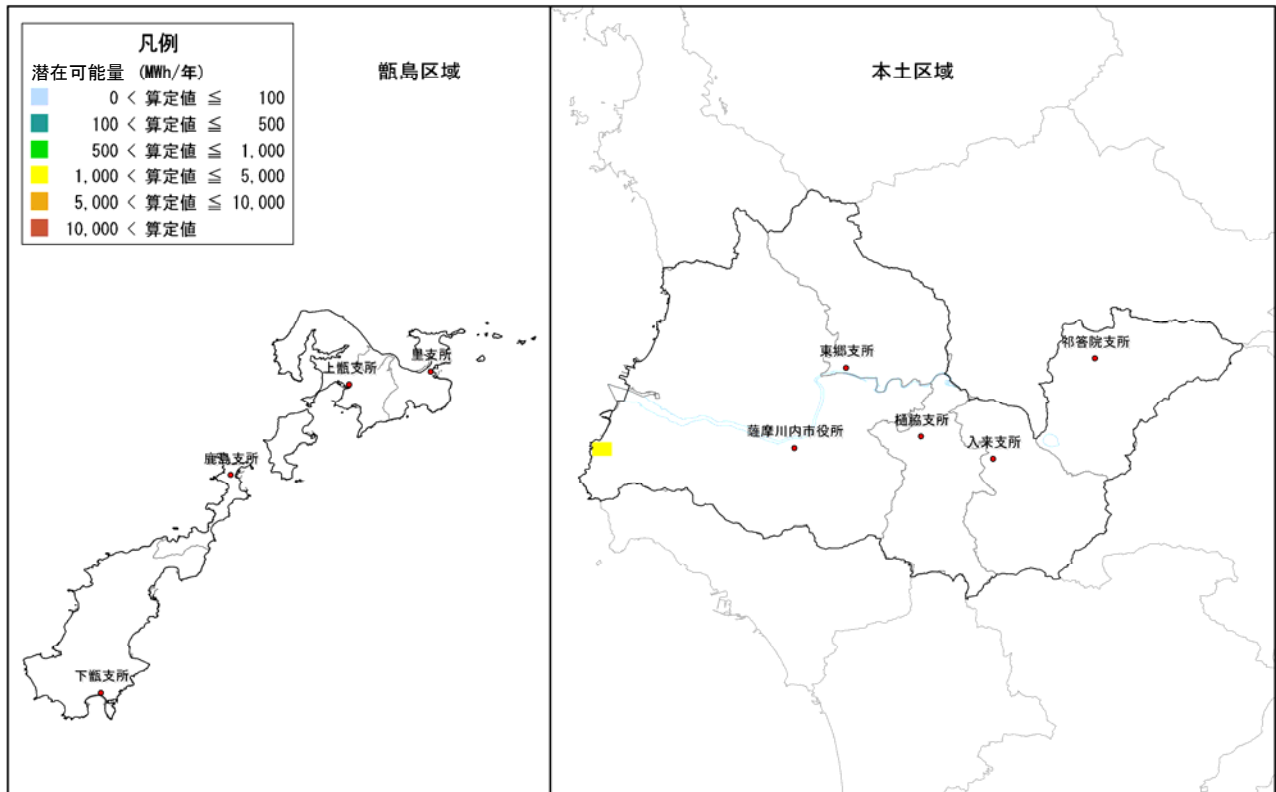 凡例
潜在可能量 (MWh/年)
0 < 算定値 ≦ 100
100 < 算定値 ≦ 500
500 < 算定値 ≦ 1,000
1,000 < 算定値 ≦ 5,000
5,000 < 算定値 ≦ 10,000
10,000 < 算定値
甑島区域
里支所
上甑支所
鹿島支所
下甑支所
本土区域
東郷支所
祁答院支所
樋脇支所
薩摩川内市役所
入来支所